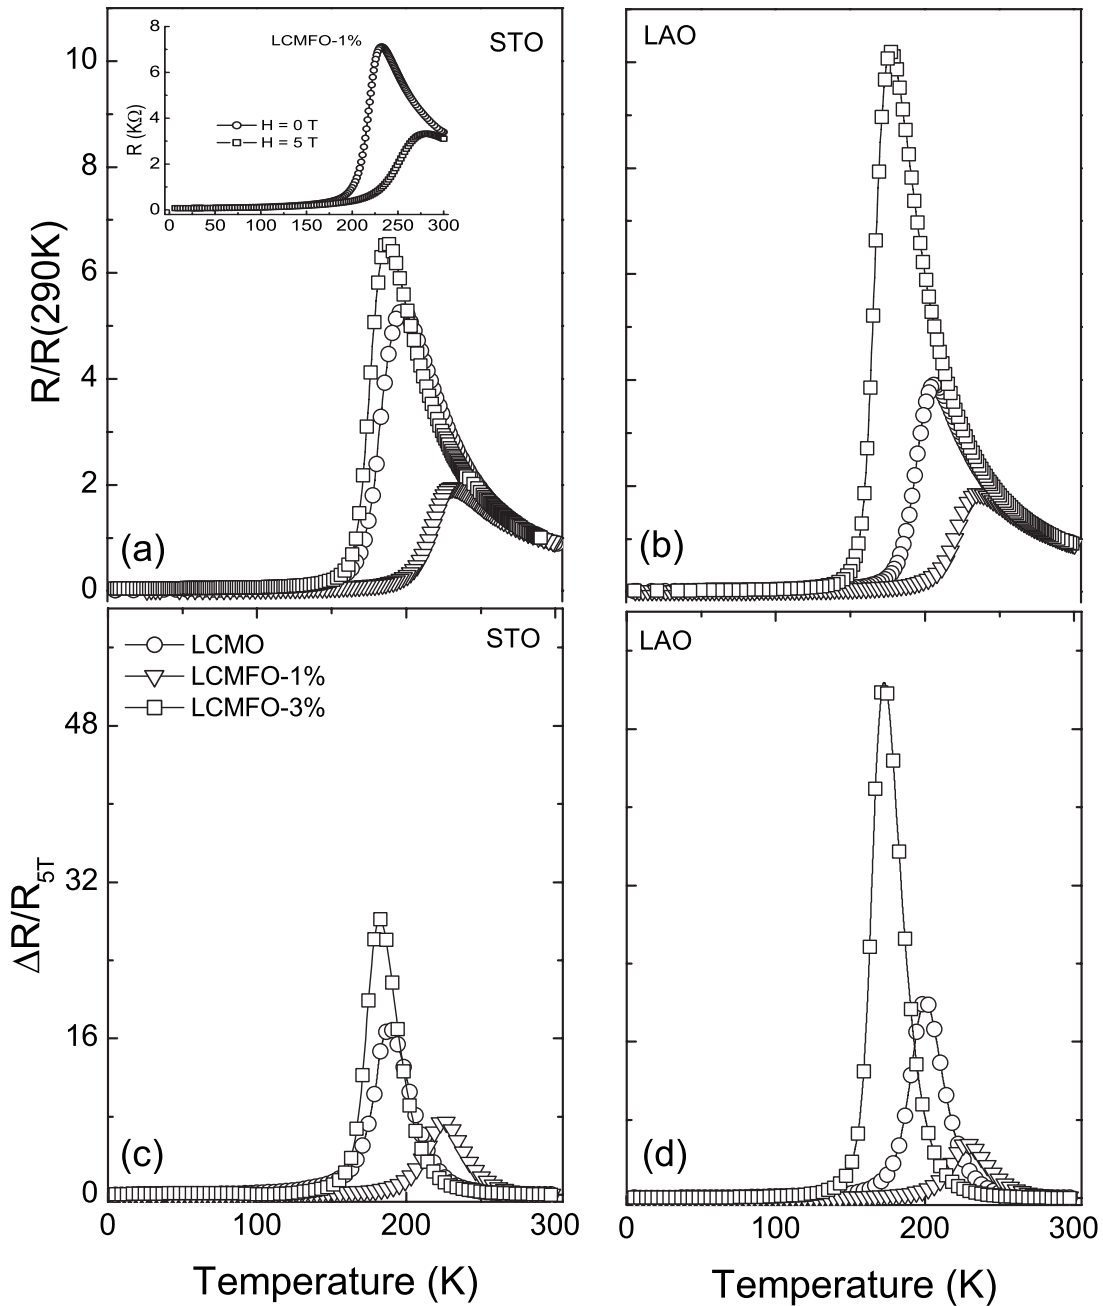 STO
10
8
6
4
2
0
R/R(290K)
(a)
LCMFO-1%
8
6
4
2
0
R (KΩ)
H = 0 T
H = 5 T
0 50 100 150 200 250 300
LAO
(b)
STO
LCMO
LCMFO-1%
LCMFO-3%
48
32
16
0
ΔR/R5T
(c)
0 100 200 300
Temperature (K)
LAO
(d)
0 100 200 300
Temperature (K)